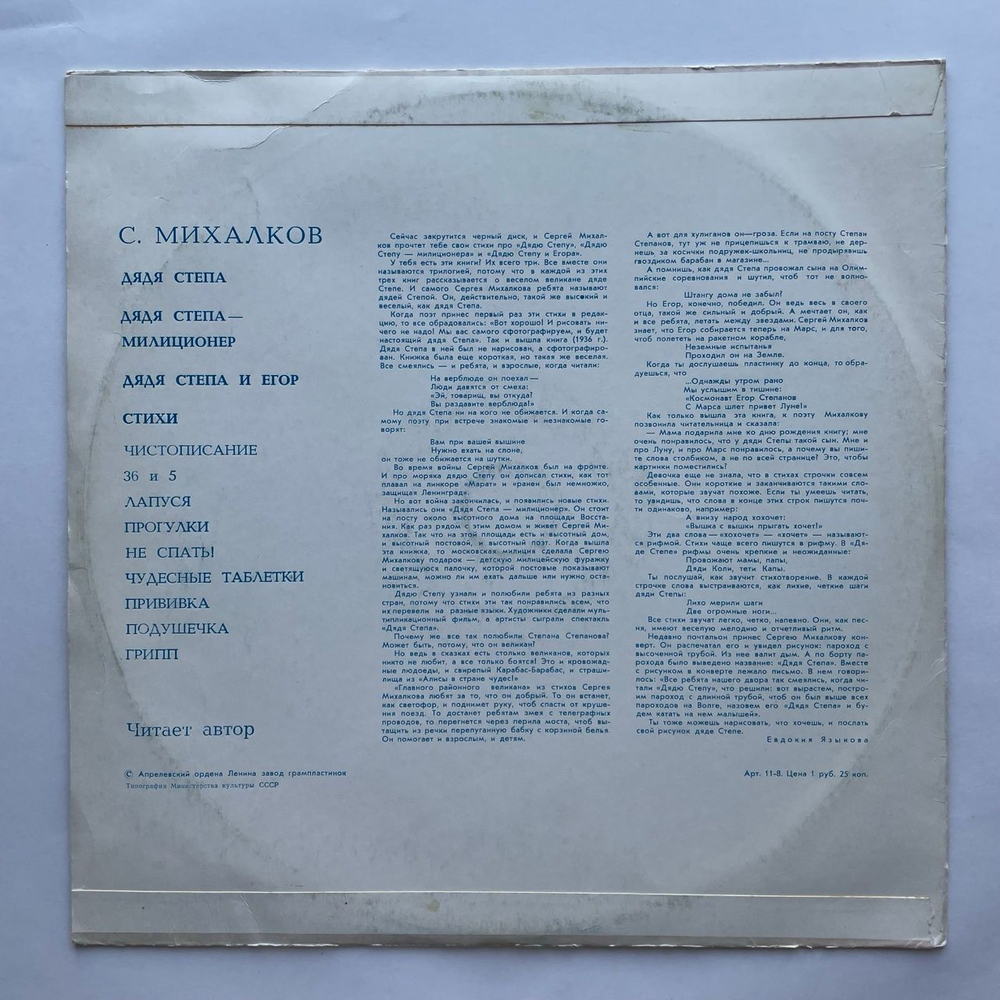 С. МИХАЛКОВ
ДЯДЯ СТЕПА
ДЯДЯ СТЕПА —
МИЛИЦИОНЕР
ДЯДЯ СТЕПА И ЕГОР
СТИХИ
ЧИСТОПИСАНИЕ
36 и 5
ЛАПУСЯ
ПРОГУЛКИ
НЕ СПАТЬ!
ЧУДЕСНЫЕ ТАБЛЕТКИ
ПРИВИВКА
ПОДУШЕЧКА
ГРИПП
Читает автор
Сейчас закрутится черный диск, и Сергей Михал-
ков прочтет тебе свои стихи про «Дядю Степу», «Дядю
Степу — милиционера» и «Дядю Степу и Егора».
У тебя есть эти книги? Их всего три. Все вместе они
называются трилогией, потому что в каждой из этих
трех книг рассказывается о веселом великане дяде
Степе. И самого Сергея Михалкова ребята называют
дядей Степой. Он, действительно, такой же высокий и
веселый, как дядя Степа.
Когда поэт принес первый раз эти стихи в редак-
цию, то все обрадовались: «Вот хорошо! И рисовать ни-
чего не надо! Мы вас самого сфотографируем, и будет
настоящий дядя Степа». Так и вышла книга (1936 г.).
Дядя Степа в ней был не нарисован, а сфотографиро-
ван. Книжка была еще короткая, но такая же веселая.
Все смеялись — и ребята, и взрослые, когда читали:
На верблюде он поехал —
Люди давятся от смеха:
«Эй, товарищ, вы откуда?
Вы раздавите верблюда!»
Но дядя Степа ни на кого не обижается. И когда са-
мому поэту при встрече знакомые и незнакомые го-
ворят:
Вам при вашей вышине
Нужно ехать на слоне,
он тоже не обижается на шутки.
Во время войны Сергей Михалков был на фронте.
И про моряка дядю Степу он дописал стихи, как тот
плавал на линкоре «Марат» и «ранен был немножко,
защищая Ленинград».
Но вот война закончилась, и появились новые стихи.
Назывались они «Дядя Степа — милиционер». Он стоит
на посту около высотного дома на площади Восста-
ния. Как раз рядом с этим домом и живет Сергей Ми-
халков. Так что на этой площади есть и высотный дом,
и высотный постовой, и высотный поэт. Когда вышла
эта книжка, то московская милиция сделала Сергею
Михалкову подарок — детскую милицейскую фуражку
и светящуюся палочку, которой постовые показывают
машинам, можно ли им ехать дальше или нужно оста-
новиться.
Дядю Степу узнали и полюбили ребята из разных
стран, потому что стихи эти так понравились всем, что
их перевели на разные языки. Художники сделали муль-
типликационный фильм, а артисты сыграли спектакль
«Дядя Степа».
Почему же все так полюбили Степана Степанова?
Может быть, потому, что он великан?
Но ведь в сказках есть столько великанов, которых
никто не любит, а все только боятся! Это и кровожад-
ные людоеды, и свирепый Карабас-Барабас, и страши-
лища из «Алисы в стране чудес!»
«Главного районного великана» из стихов Сергея
Михалкова любят за то, что он добрый. То он встанет,
как светофор, и поднимет руку, чтоб спасти от круше-
ния поезд. То достанет ребятам змея с телеграфных
проводов, то перегнется через перила моста, чтоб вы-
тащить из речки перепуганную бабку с корзиной белья.
Он помогает и взрослым, и детям.
А вот для хулиганов он—гроза. Если на посту Степан
Степанов, тут уж не прицепишься к трамваю, не дер-
нешь за косички подружек-школьниц, не продырявишь
гвоздиком барабан в магазине...
А помнишь, как дядя Степа провожал сына на Олим-
пийские соревнования и шутил, чтоб тот не волно-
вался:
Штангу дома не забыл?
Но Егор, конечно, победил. Он ведь весь в своего
отца, такой же сильный и добрый. А мечтает он, как
и все ребята, летать между звездами. Сергей Михалков
знает, что Егор собирается теперь на Марс, и для того,
чтоб полететь на ракетном корабле,
Неземные испытанья
Проходил он на Земле.
Когда ты дослушаешь пластинку до конца, то обра-
дуешься, что
...Однажды утром рано
Мы услышим в тишине:
«Космонавт Егор Степанов
С Марса шлет привет Луне!»
Как только вышла эта книга, к поэту Михалкову
позвонила читательница и сказала:
— Мама подарила мне ко дню рождения книгу; мне
очень понравилось, что у дяди Степы такой сын. Мне и
про Луну, и про Марс понравилось, а почему вы пиши-
те слова столбиком, а не по всей странице? Это, чтобы
картинки поместились?
Девочка еще не знала, что в стихах строчки совсем
особенные. Они короткие и заканчиваются такими сло-
вами, которые звучат похоже. Если ты умеешь читать,
то увидишь, что слова в конце этих строк пишутся поч-
ти одинаково, например:
А внизу народ хохочет:
«Вышка с вышки прыгать хочет!»
Эти два слова — «хохочет» — «хочет» — называют-
ся рифмой. Стихи чаще всего пишутся в рифму. В «Дя-
де Степе» рифмы очень крепкие и неожиданные:
Провожают мамы, папы,
Дяди Коли, тети Капы.
Ты послушай, как звучит стихотворение. В каждой
строчке слова выстраиваются, как лихие, четкие шаги
дяди Степы:
Лихо мерили шаги
Две огромные ноги...
Все стихи звучат легко, четко, напевно. Они, как пес-
ня, имеют веселую мелодию и отчетливый ритм.
Недавно почтальон принес Сергею Михалкову кон-
верт. Он распечатал его и увидел рисунок: пароход с
высоченной трубой. Из нее валит дым. А по борту па-
рохода было выведено название: «Дядя Степа». Вместе
с рисунком в конверте лежало письмо. В нем говори-
лось: «Все ребята нашего двора так смеялись, когда чи-
тали «Дядю Степу», что решили: вот вырастем, постро-
им пароход с длинной трубой, чтоб он был выше всех
пароходов на Волге, назовем его «Дядя Степа» и бу-
дем катать на нем малышей».
Ты тоже можешь нарисовать, что хочешь, и послать
свой рисунок дяде Степе.
Евдокия Языкова
© Апрелевский ордена Ленина завод грампластинок
Типография Министерства культуры СССР
Арт. 11-8. Цена 1 руб. 25 коп.